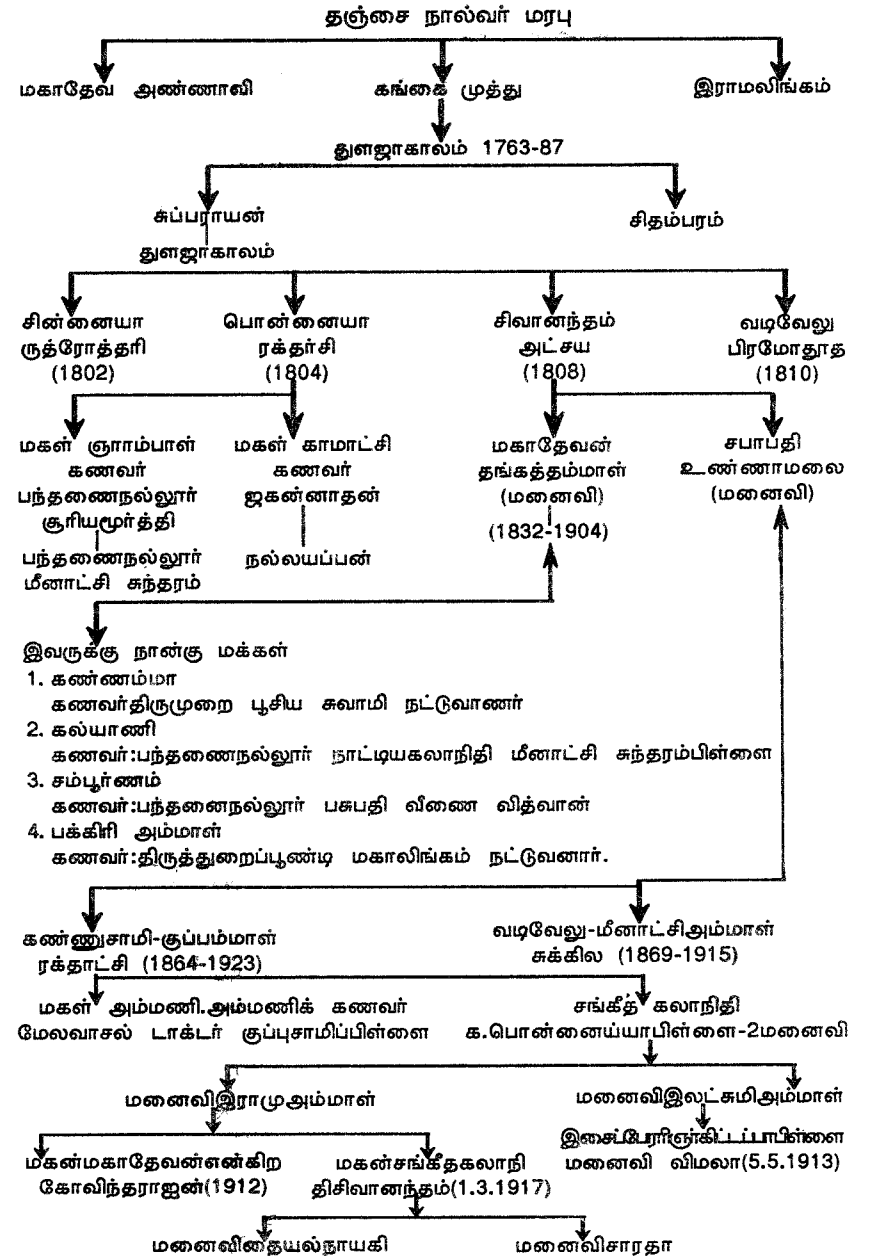 தஞ்சை நால்வர் மரபு
மகாதேவ அண்ணாவி கங்கை முத்து இராமலிங்கம்
துளஜாகாலம் 1763-87
சுப்பராயன் சிதம்பரம்
துளஜாகாலம்
சின்னையா பொன்னையா சிவானந்தம் வடிவேலு
ருத்ரோத்தரி ரக்தர்சி அட்சய பிரமோதூத
(1802) (1804) (1808) (1810)
மகள் ஞாாம்பாள் மகள் காமாட்சி மகாதேவன் சபாபதி
கணவர் கணவர் தங்கத்தம்மாள் உண்ணாமலை
பந்தணைநல்லூர் ஜகன்னாதன் (மனைவி) (மனைவி)
சூரியமூர்த்தி (1832-1904)
பந்தணைநல்லூர் நல்லயப்பன்
மீனாட்சி சுந்தரம்
இவருக்கு நான்கு மக்கள்
1. கண்ணம்மா
கணவர்திருமுறை பூசிய சுவாமி நட்டுவாணர்
2. கல்யாணி
கணவர்:பந்தணைநல்லூர் நாட்டியகலாநிதி மீனாட்சி சுந்தரம்பிள்ளை
3. சம்பூர்ணம்
கணவர்:பந்தனைநல்லூர் பசுபதி வீணை வித்வான்
4. பக்கிரி அம்மாள்
கணவர்:திருத்துறைப்பூண்டி மகாலிங்கம் நட்டுவனார்.
கண்ணுசாமி-குப்பம்மாள் வடிவேலு-மீனாட்சிஅம்மாள்
ரக்தாட்சி (1864-1923) சுக்கில (1869-1915)
மகள் அம்மணி.அம்மணிக் கணவர் சங்கீத கலாநிதி
மேலவாசல் டாக்டர் குப்புசாமிப்பிள்ளை க.பொன்னைய்யாபிள்ளை-2மனைவி
மனைவிஇராமுஅம்மாள் மனைவிஇலட்சுமிஅம்மாள்
மகன்மகாதேவன்என்கிற மகன்சங்கீதகலாநி இசைப்பேரறிஞர்கிட்டப்பாபிள்ளை
கோவிந்தராஜன்(1912) திசிவானந்தம்(1.3.1917) மனைவி விமலா(5.5.1913)
மனைவிதையல்நாயகி மனைவிசாரதா